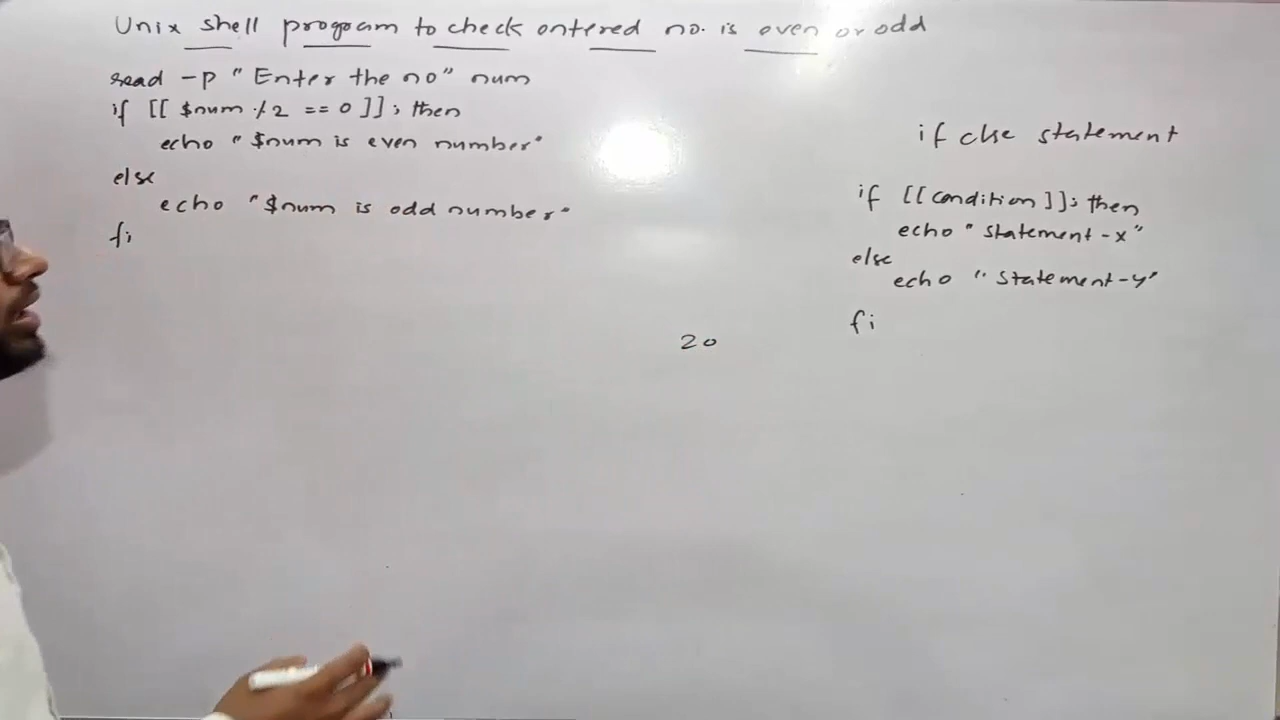 Unix shell program to check entered no. is even or odd
read -p "Enter the no" num
if [[ $num % 2 == 0 ]]; then
echo "$num is even number"
else
echo "$num is odd number"
fi
if else statement
if [[ condition ]]; then
echo "statement-x"
else
echo "statement-y"
fi
20